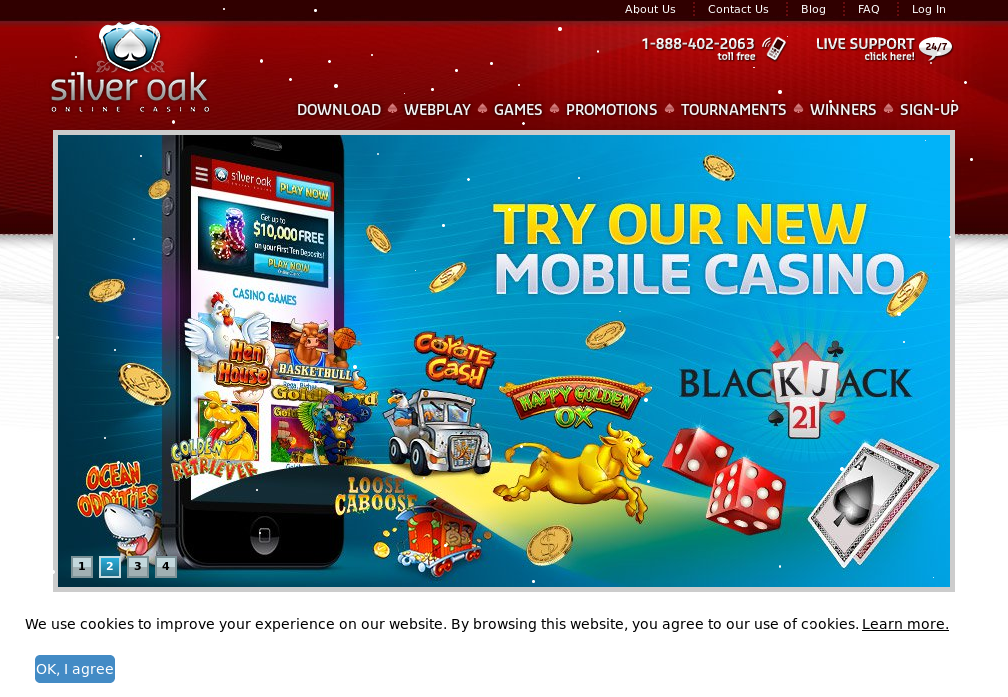 About Us Contact Us Blog FAQ Log In
1-888-402-2063
toll free
LIVE SUPPORT
click here!
24/7
silver oak
ONLINE CASINO
DOWNLOAD WEBPLAY GAMES PROMOTIONS TOURNAMENTS WINNERS SIGN-UP
silver oak
PLAY NOW
Get up to
$10,000 FREE
on your First Ten Deposits!
PLAY NOW
CASINO GAMES
TRY OUR NEW
MOBILE CASINO
Hen
House
BASKETBULL
COYOTE
CASH
HAPPY GOLDEN
OX
BLACKJACK
21
GOLDEN
RETRIEVER
OCEAN
ODDITIES
LOOSE
CABOOSE
A
1 2 3 4
We use cookies to improve your experience on our website. By browsing this website, you agree to our use of cookies. Learn more.
OK, I agree